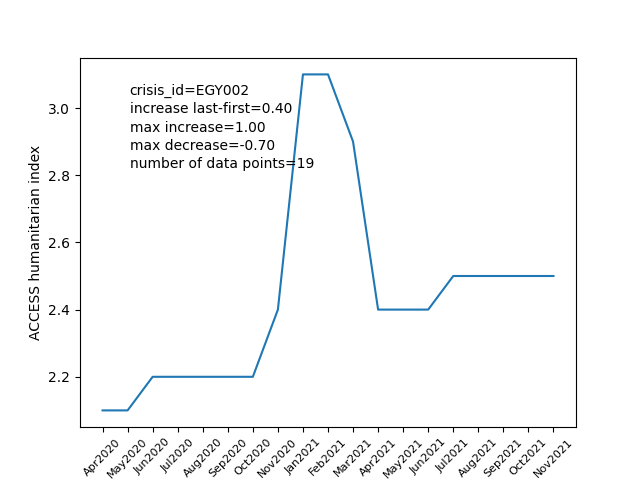 crisis_id=EGY002
increase last-first=0.40
max increase=1.00
max decrease=-0.70
number of data points=19
ACCESS humanitarian index
3.0
2.8
2.6
2.4
2.2
Apr2020
May2020
Jun2020
Jul2020
Aug2020
Sep2020
Oct2020
Nov2020
Jan2021
Feb2021
Mar2021
Apr2021
May2021
Jun2021
Jul2021
Aug2021
Sep2021
Oct2021
Nov2021